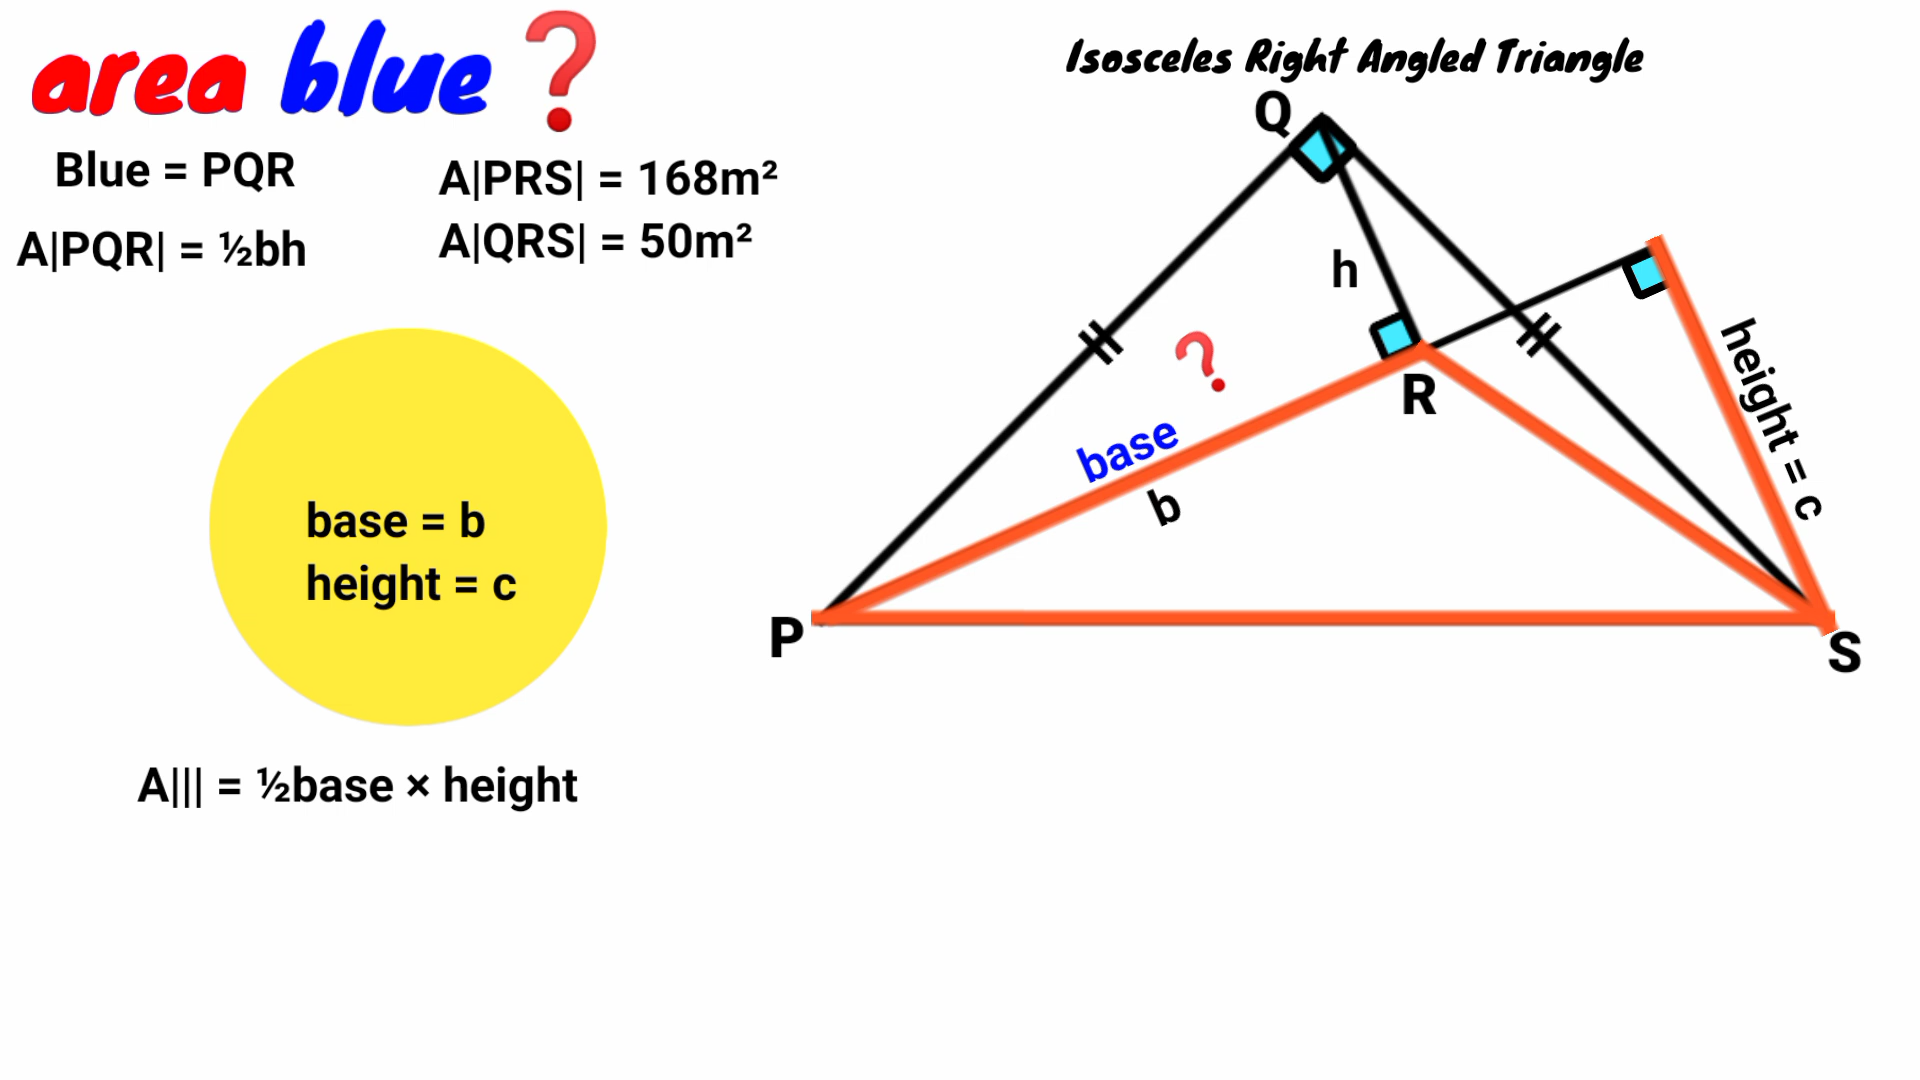 area blue❓
Blue = PQR
A|PQR| = ½bh
A|PRS| = 168m²
A|QRS| = 50m²
base = b
height = c
A||| = ½base × height
Isosceles Right Angled Triangle
Q
h
❓
R
base
b
height = c
P
S